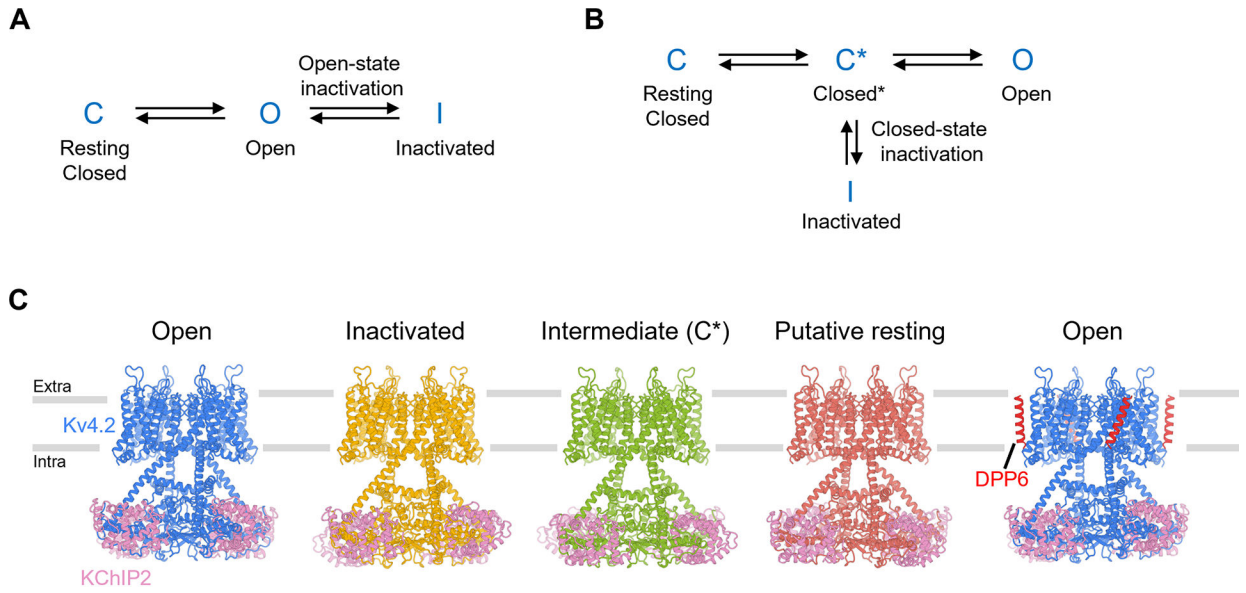 A
Open-state
inactivation
C
O
I
Resting
Closed
Open
Inactivated
B
C
C*
O
Resting
Closed
Closed*
Open
Closed-state
inactivation
I
Inactivated
C
Open
Inactivated
Intermediate (C*)
Putative resting
Open
Extra
Kv4.2
Intra
DPP6
KChIP2